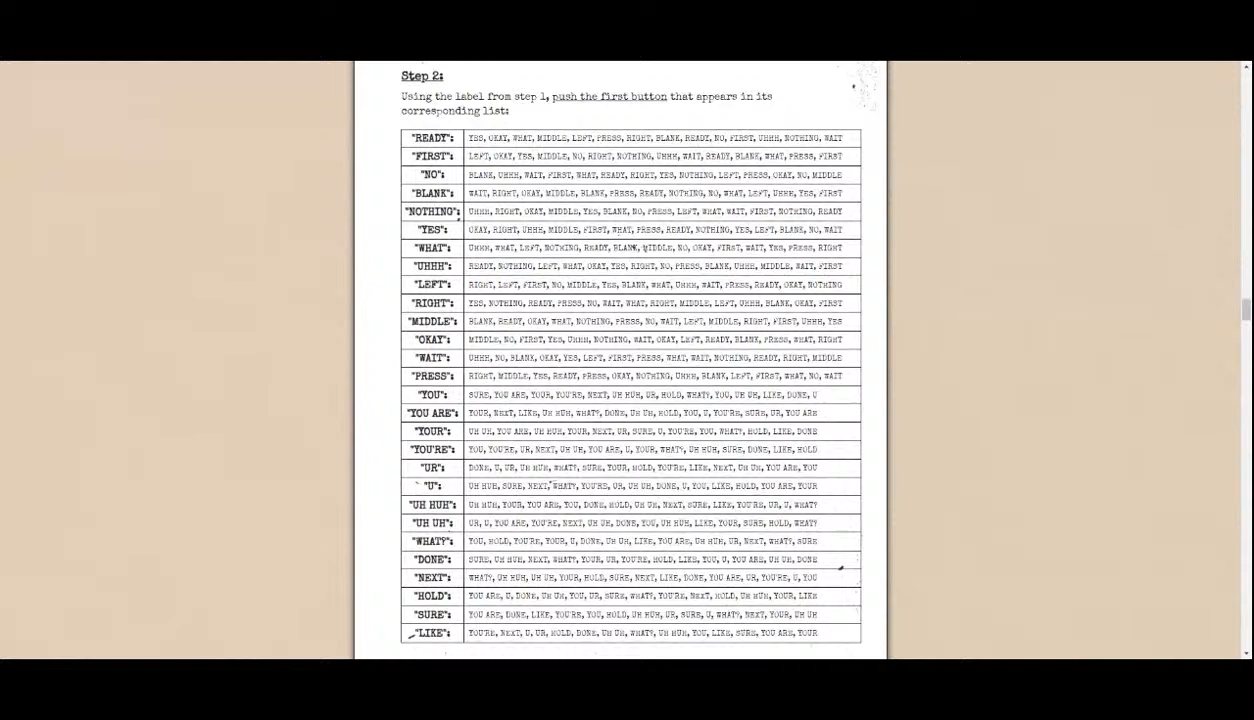 Step 2:
Using the label from step 1, push the first button that appears in its
corresponding list:
"READY": YES, OKAY, WHAT, MIDDLE, LEFT, PRESS, RIGHT, BLANK, READY, NO, FIRST, UHHH, NOTHING, WAIT
"FIRST": LEFT, OKAY, YES, MIDDLE, NO, RIGHT, NOTHING, UHHH, WAIT, READY, BLANK, WHAT, PRESS, FIRST
"NO": BLANK, UHHH, WAIT, FIRST, WHAT, READY, RIGHT, YES, NOTHING, LEFT, PRESS, OKAY, NO, MIDDLE
"BLANK": WAIT, RIGHT, OKAY, MIDDLE, BLANK, PRESS, READY, NOTHING, NO, WHAT, LEFT, UHHH, YES, FIRST
"NOTHING": UHHH, RIGHT, OKAY, MIDDLE, YES, BLANK, NO, PRESS, LEFT, WHAT, WAIT, FIRST, NOTHING, READY
"YES": OKAY, RIGHT, UHHH, MIDDLE, FIRST, WHAT, PRESS, READY, NOTHING, YES, LEFT, BLANK, NO, WAIT
"WHAT": UHHH, WHAT, LEFT, NOTHING, READY, BLANK, MIDDLE, NO, OKAY, FIRST, WAIT, YES, PRESS, RIGHT
"UHHH": READY, NOTHING, LEFT, WHAT, OKAY, YES, RIGHT, NO, PRESS, BLANK, UHHH, MIDDLE, WAIT, FIRST
"LEFT": RIGHT, LEFT, FIRST, NO, MIDDLE, YES, BLANK, WHAT, UHHH, WAIT, PRESS, READY, OKAY, NOTHING
"RIGHT": YES, NOTHING, READY, PRESS, NO, WAIT, WHAT, RIGHT, MIDDLE, LEFT, UHHH, BLANK, OKAY, FIRST
"MIDDLE": BLANK, READY, OKAY, WHAT, NOTHING, PRESS, NO, WAIT, LEFT, MIDDLE, RIGHT, FIRST, UHHH, YES
"OKAY": MIDDLE, NO, FIRST, YES, UHHH, NOTHING, WAIT, OKAY, LEFT, READY, BLANK, PRESS, WHAT, RIGHT
"WAIT": UHHH, NO, BLANK, OKAY, YES, LEFT, FIRST, PRESS, WHAT, WAIT, NOTHING, READY, RIGHT, MIDDLE
"PRESS": RIGHT, MIDDLE, YES, READY, PRESS, OKAY, NOTHING, UHHH, BLANK, LEFT, FIRST, WHAT, NO, WAIT
"YOU": SURE, YOU ARE, YOUR, YOU'RE, NEXT, UH HUH, UR, HOLD, WHAT?, YOU, UH UH, LIKE, DONE, U
"YOU ARE": YOUR, NEXT, LIKE, UH HUH, WHAT?, DONE, UH UH, HOLD, YOU, U, YOU'RE, SURE, UR, YOU ARE
"YOUR": UH UH, YOU ARE, UH HUH, YOUR, NEXT, UR, SURE, U, YOU'RE, YOU, WHAT?, HOLD, LIKE, DONE
"YOU'RE": YOU, YOU'RE, UR, NEXT, UH UH, YOU ARE, U, YOUR, WHAT?, UH HUH, SURE, DONE, LIKE, HOLD
"UR": DONE, U, UR, UH HUH, WHAT?, SURE, YOUR, HOLD, YOU'RE, LIKE, NEXT, UH UH, YOU ARE, YOU
"U": UH HUH, SURE, NEXT, WHAT?, YOU'RE, UR, UH UH, DONE, U, YOU, LIKE, HOLD, YOU ARE, YOUR
"UH HUH": UH HUH, YOUR, YOU ARE, YOU, DONE, HOLD, UH UH, NEXT, SURE, LIKE, YOU'RE, UR, U, WHAT?
"UH UH": UR, U, YOU ARE, YOU'RE, NEXT, UH UH, DONE, YOU, UH HUH, LIKE, YOUR, SURE, HOLD, WHAT?
"WHAT?": YOU, HOLD, YOU'RE, YOUR, U, DONE, UH UH, LIKE, YOU ARE, UH HUH, UR, NEXT, WHAT?, SURE
"DONE": SURE, UH HUH, NEXT, WHAT?, YOUR, UR, YOU'RE, HOLD, LIKE, YOU, U, YOU ARE, UH UH, DONE
"NEXT": WHAT?, UH HUH, UH UH, YOUR, HOLD, SURE, NEXT, LIKE, DONE, YOU ARE, UR, YOU'RE, U, YOU
"HOLD": YOU ARE, U, DONE, UH UH, YOU, UR, SURE, WHAT?, YOU'RE, NEXT, HOLD, UH HUH, YOUR, LIKE
"SURE": YOU ARE, DONE, LIKE, YOU'RE, YOU, HOLD, UH HUH, UR, SURE, U, WHAT?, NEXT, YOUR, UH UH
"LIKE": YOU'RE, NEXT, U, UR, HOLD, DONE, UH UH, WHAT?, UH HUH, YOU, LIKE, SURE, YOU ARE, YOUR